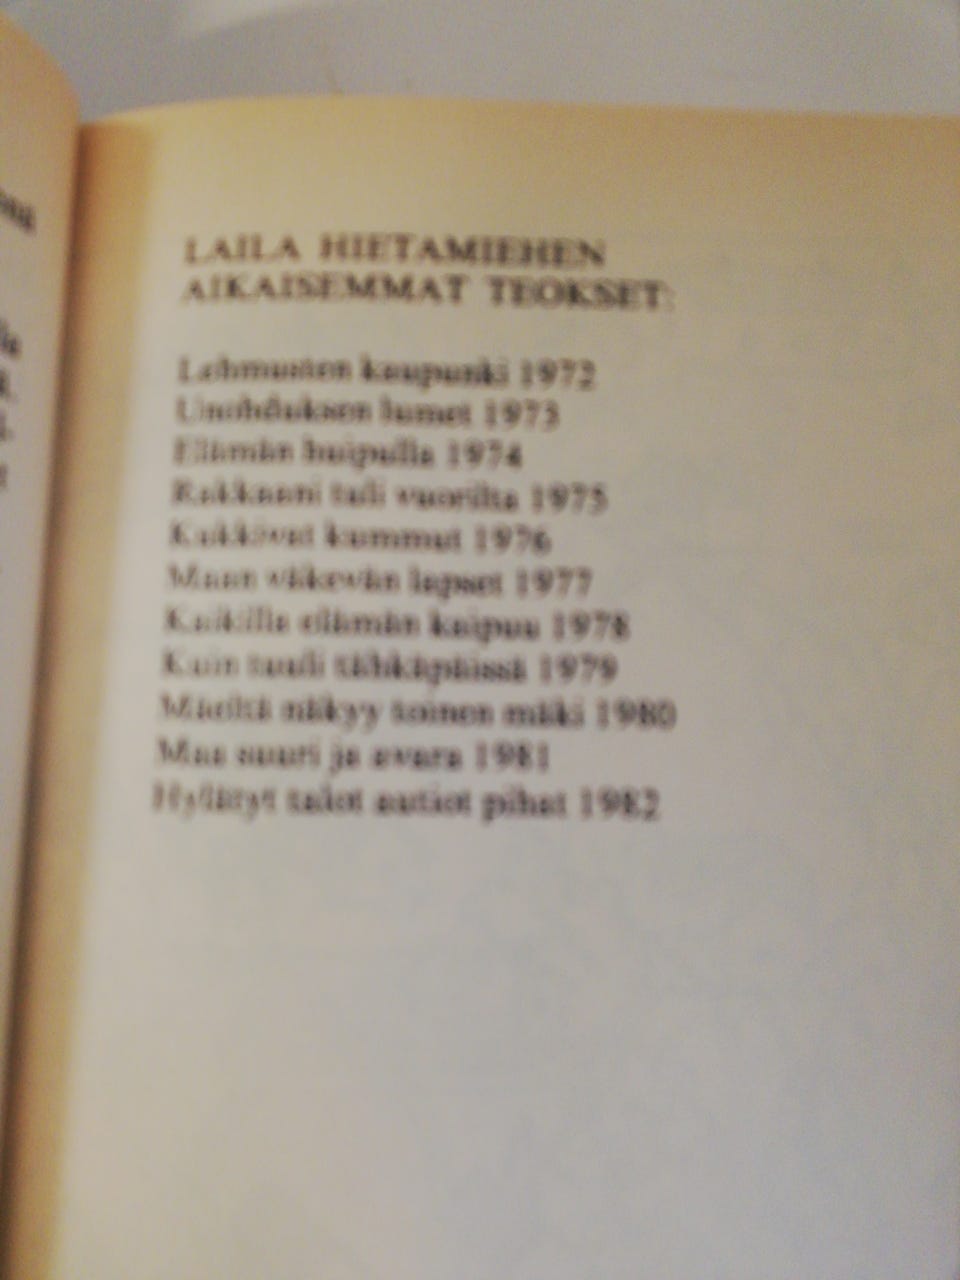 LAILA HIETAMIEHEN
AIKAISEMMAT TEOKSET:
Lehmusten kaupunki 1972
Unohduksen lumet 1973
Elämän huipulla 1974
Rakkaani tuli vuorilta 1975
Kukkivat kummut 1976
Maan väkevän lapset 1977
Kaikilla elämän kaipuu 1978
Kuin tuuli tähkäpäissä 1979
Mäeltä näkyy toinen mäki 1980
Maa suuri ja avara 1981
Hylätyt talot autiot pihat 1982